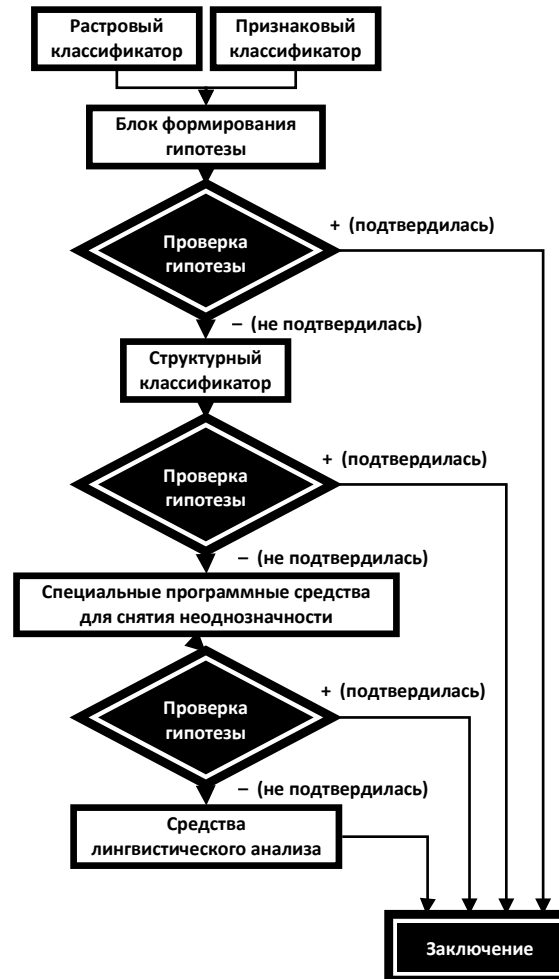 Растровый
классификатор
Признаковый
классификатор
Блок формирования
гипотезы
Проверка
гипотезы
+ (подтвердилась)
– (не подтвердилась)
Структурный
классификатор
Проверка
гипотезы
+ (подтвердилась)
– (не подтвердилась)
Специальные программные средства
для снятия неоднозначности
Проверка
гипотезы
+ (подтвердилась)
– (не подтвердилась)
Средства
лингвистического анализа
Заключение